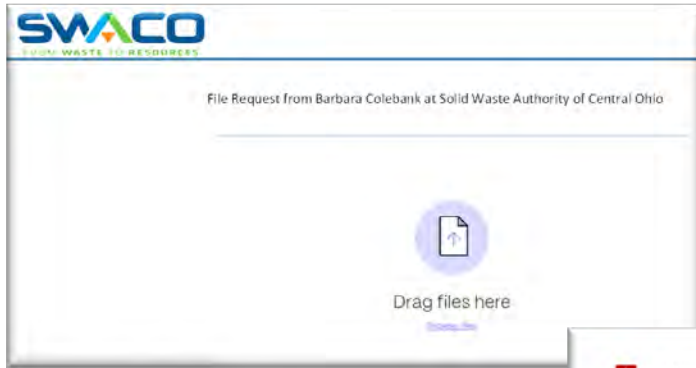 SWACO
FROM WASTE TO RESOURCES
File Request from Barbara Colebank at Solid Waste Authority of Central Ohio
Drag files here